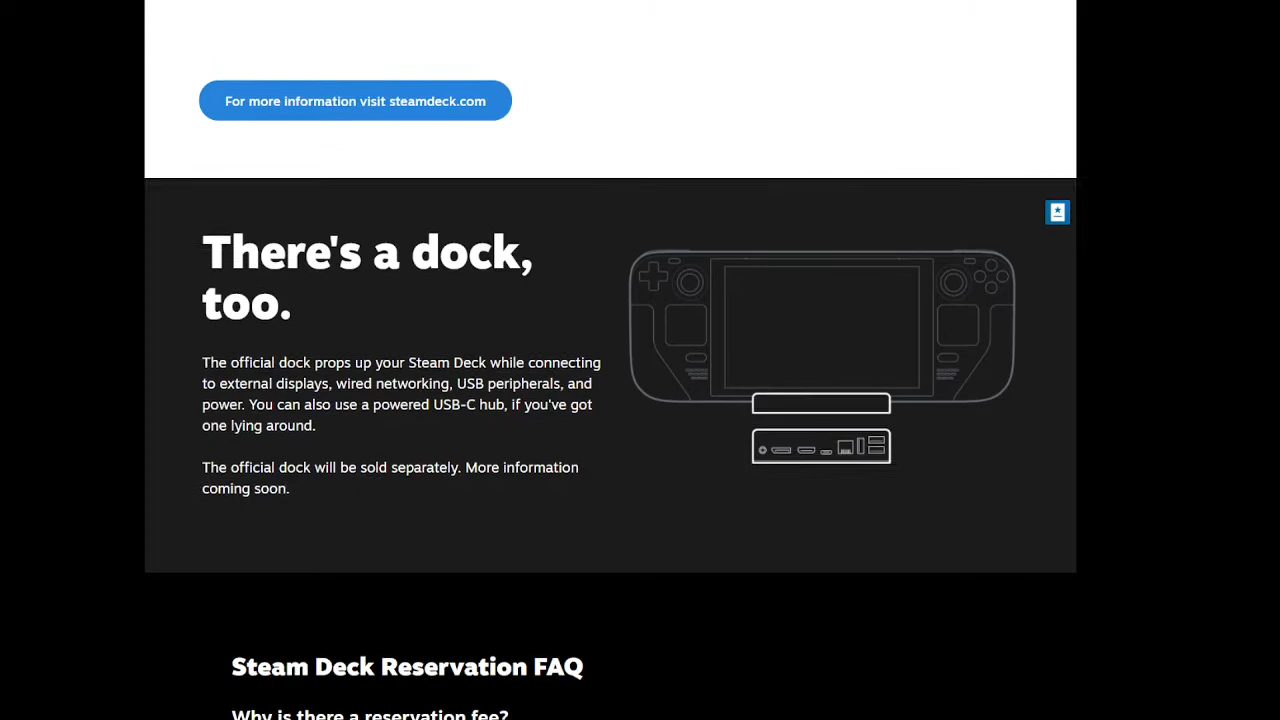 For more information visit steamdeck.com
There's a dock,
too.
The official dock props up your Steam Deck while connecting
to external displays, wired networking, USB peripherals, and
power. You can also use a powered USB-C hub, if you've got
one lying around.
The official dock will be sold separately. More information
coming soon.
Steam Deck Reservation FAQ
Why is there a reservation fee?